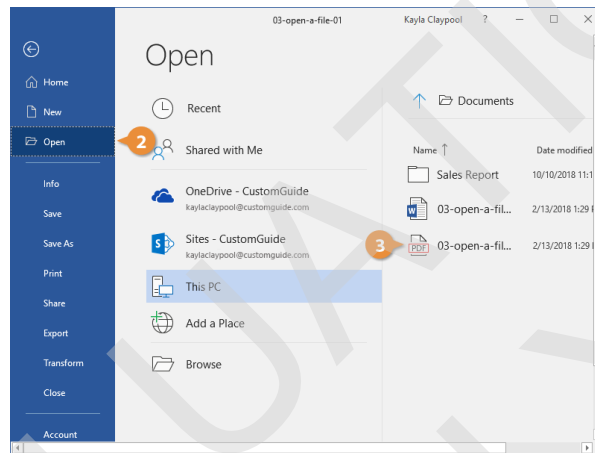 03-open-a-file-01 Kayla Claypool ?
Open
Home
New
Open
Info
Save
Save As
Print
Share
Export
Transform
Close
Account
2
Recent
Shared with Me
OneDrive - CustomGuide
kaylaclaypool@customguide.com
Sites - CustomGuide
kaylaclaypool@customguide.com
This PC
Add a Place
Browse
Documents
Name Date modified
Sales Report 10/10/2018 11:1
03-open-a-fil... 2/13/2018 1:29
3 PDF 03-open-a-fil... 2/13/2018 1:29